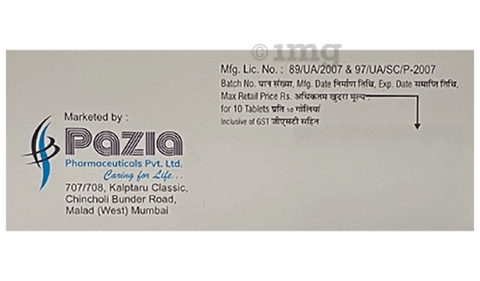 ©1mg
Mfg. Lic. No. : 89/UA/2007 & 97/UA/SC/P-2007
Batch No. घान संख्या, Mfg. Date निर्माण तिथि, Exp. Date समाप्ति तिथि,
Max Retail Price Rs. अधिकतम खुदरा मूल्य
for 10 Tablets प्रति १० गोलियां
Inclusive of GST जीएसटी सहित
Marketed by :
Pazia
Pharmaceuticals Pvt. Ltd.
Caring for Life...
707/708, Kalptaru Classic,
Chincholi Bunder Road,
Malad (West) Mumbai